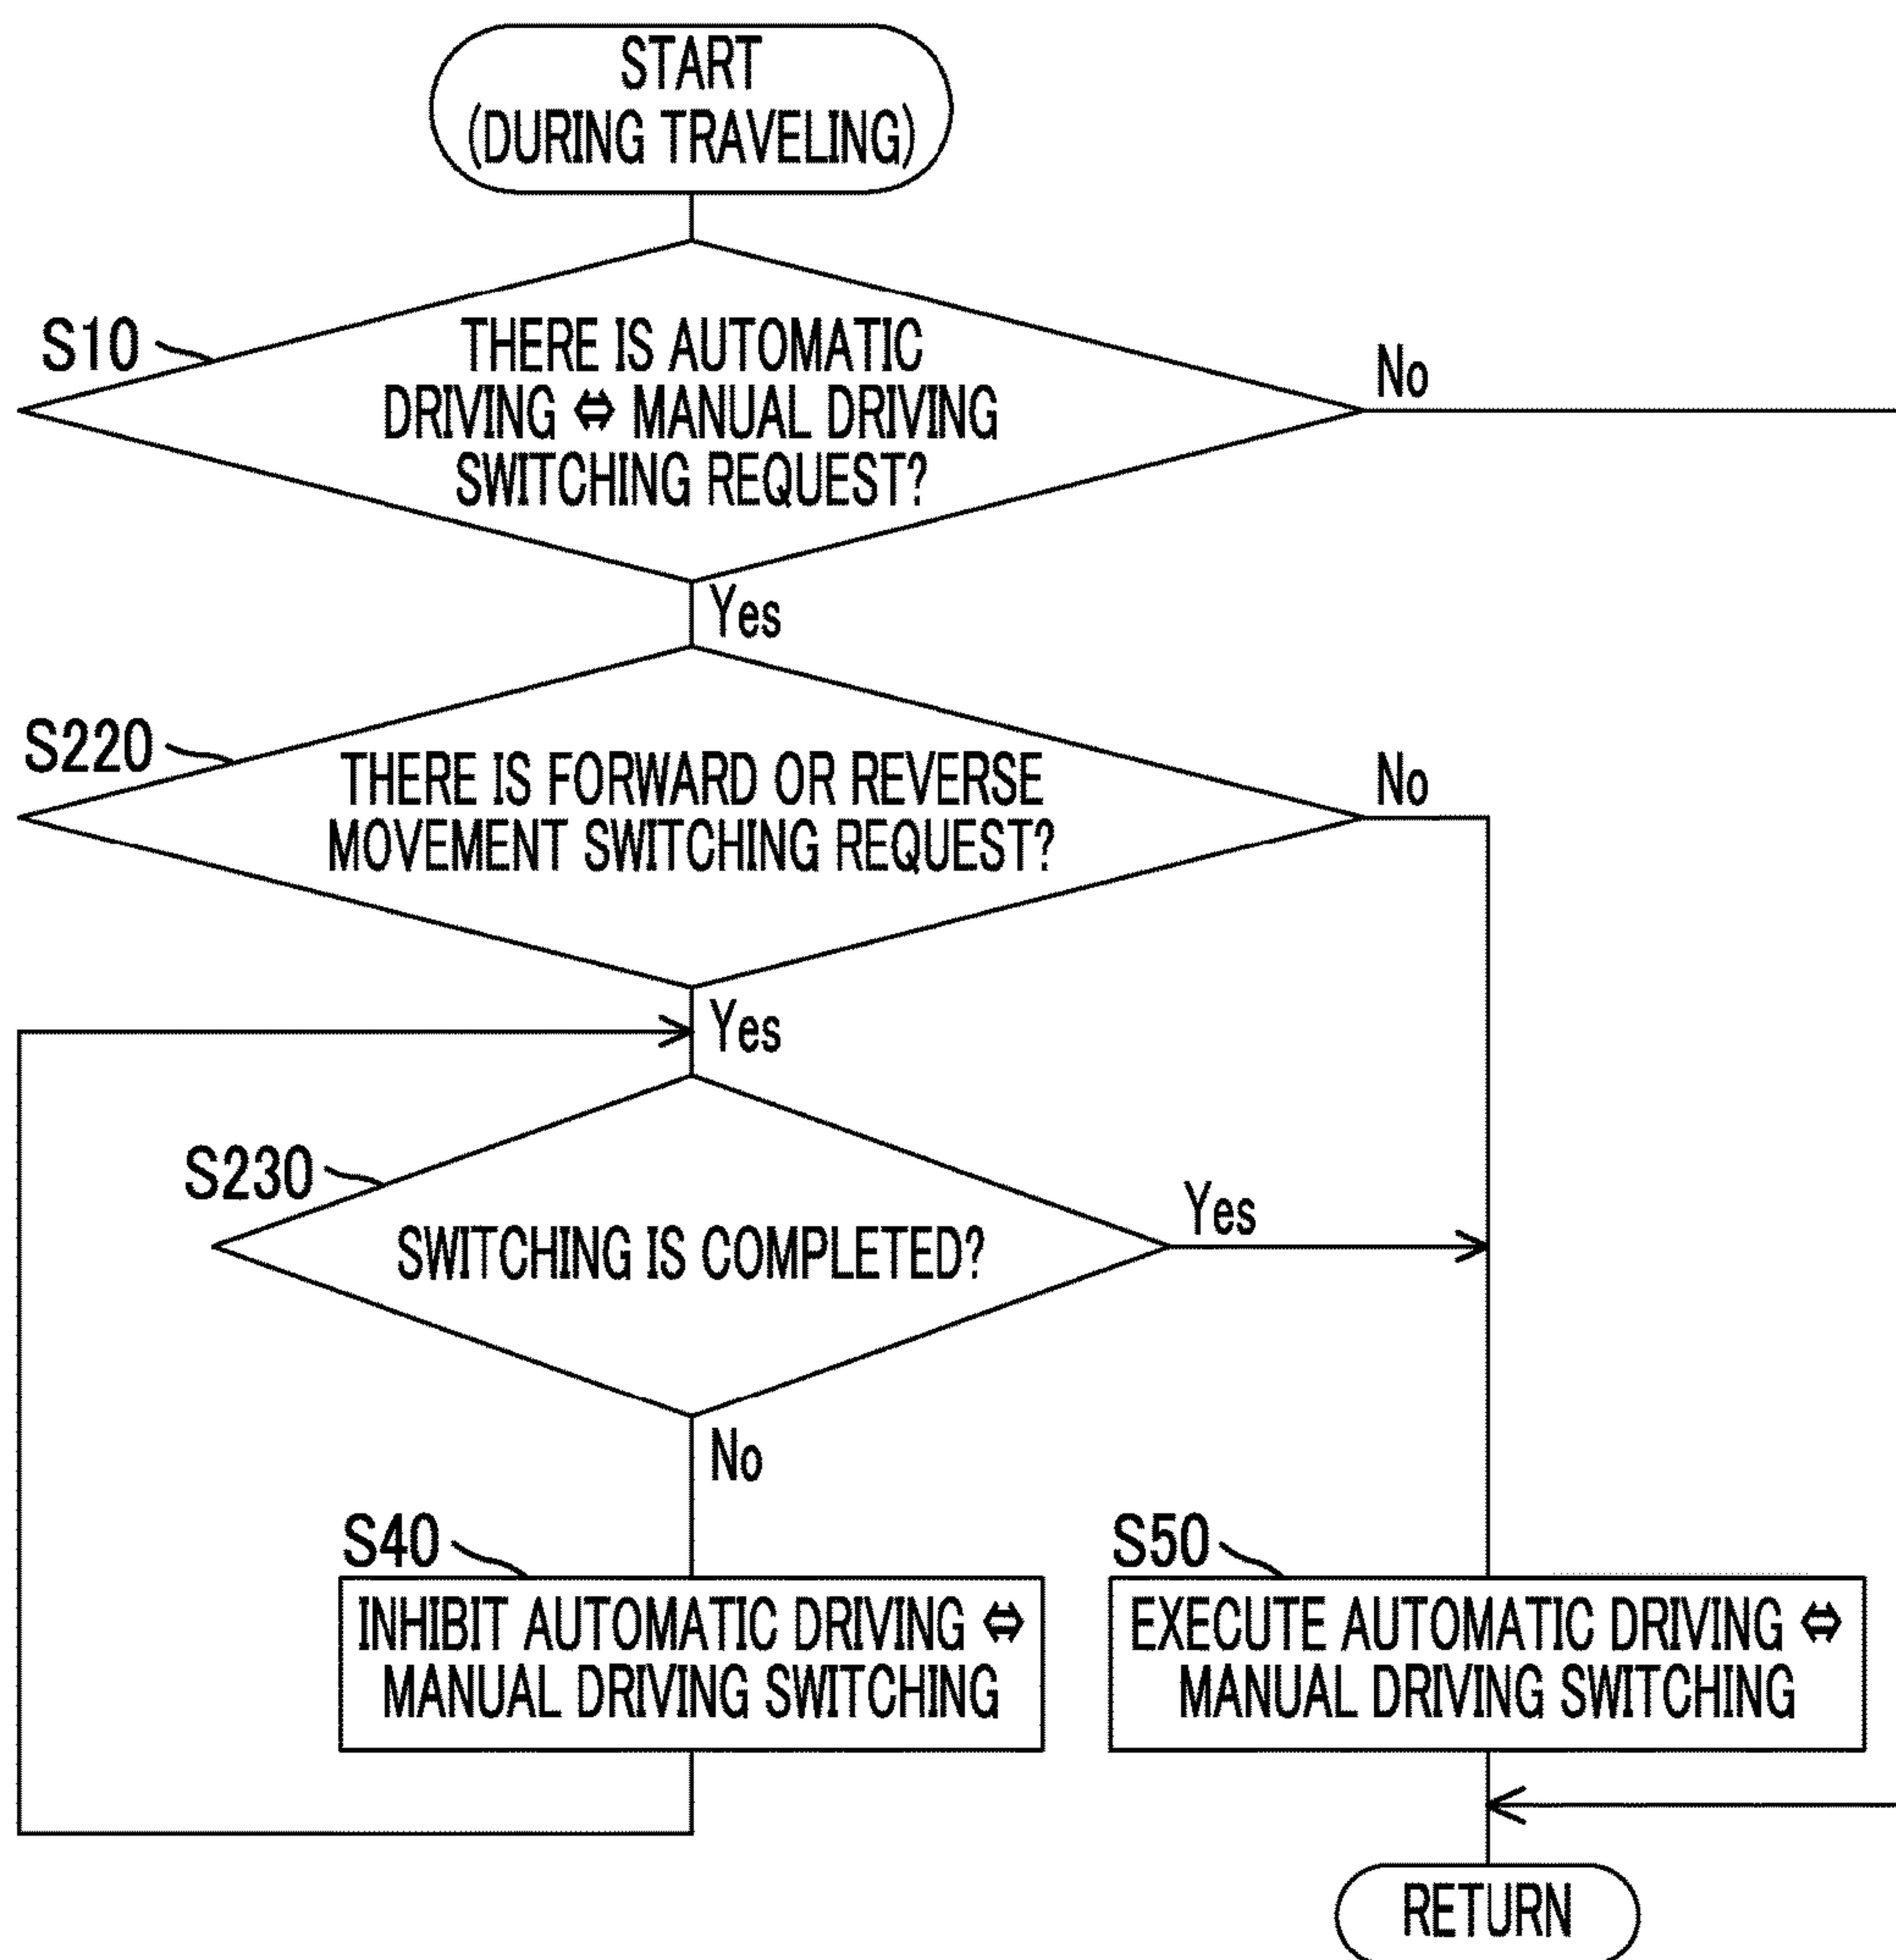 START
(DURING TRAVELING)
S10
THERE IS AUTOMATIC
DRIVING ⇔ MANUAL DRIVING
SWITCHING REQUEST?
No
Yes
S220
THERE IS FORWARD OR REVERSE
MOVEMENT SWITCHING REQUEST?
No
Yes
S230
SWITCHING IS COMPLETED?
Yes
No
S40
INHIBIT AUTOMATIC DRIVING ⇔
MANUAL DRIVING SWITCHING
S50
EXECUTE AUTOMATIC DRIVING ⇔
MANUAL DRIVING SWITCHING
RETURN